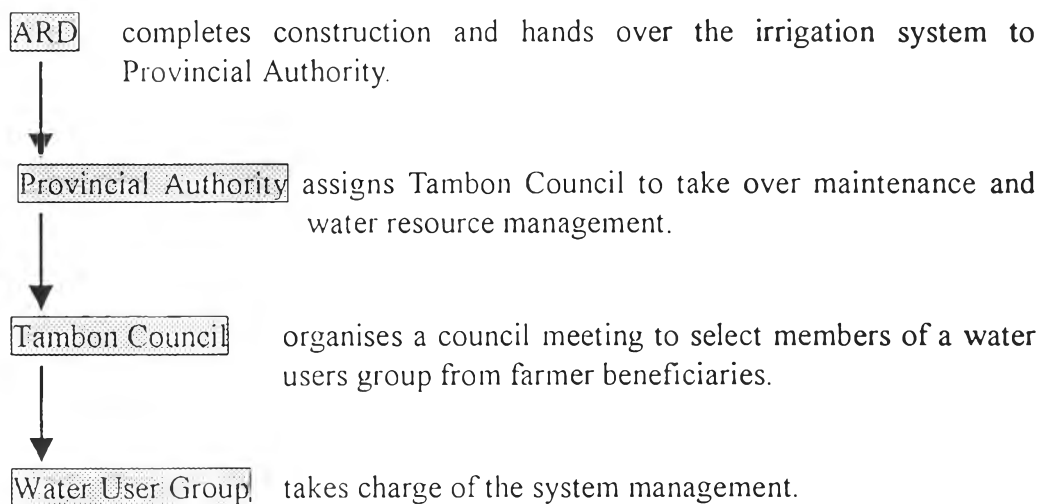 ARD completes construction and hands over the irrigation system to
Provincial Authority.
Provincial Authority assigns Tambon Council to take over maintenance and
water resource management.
Tambon Council organises a council meeting to select members of a water
users group from farmer beneficiaries.
Water User Group takes charge of the system management.